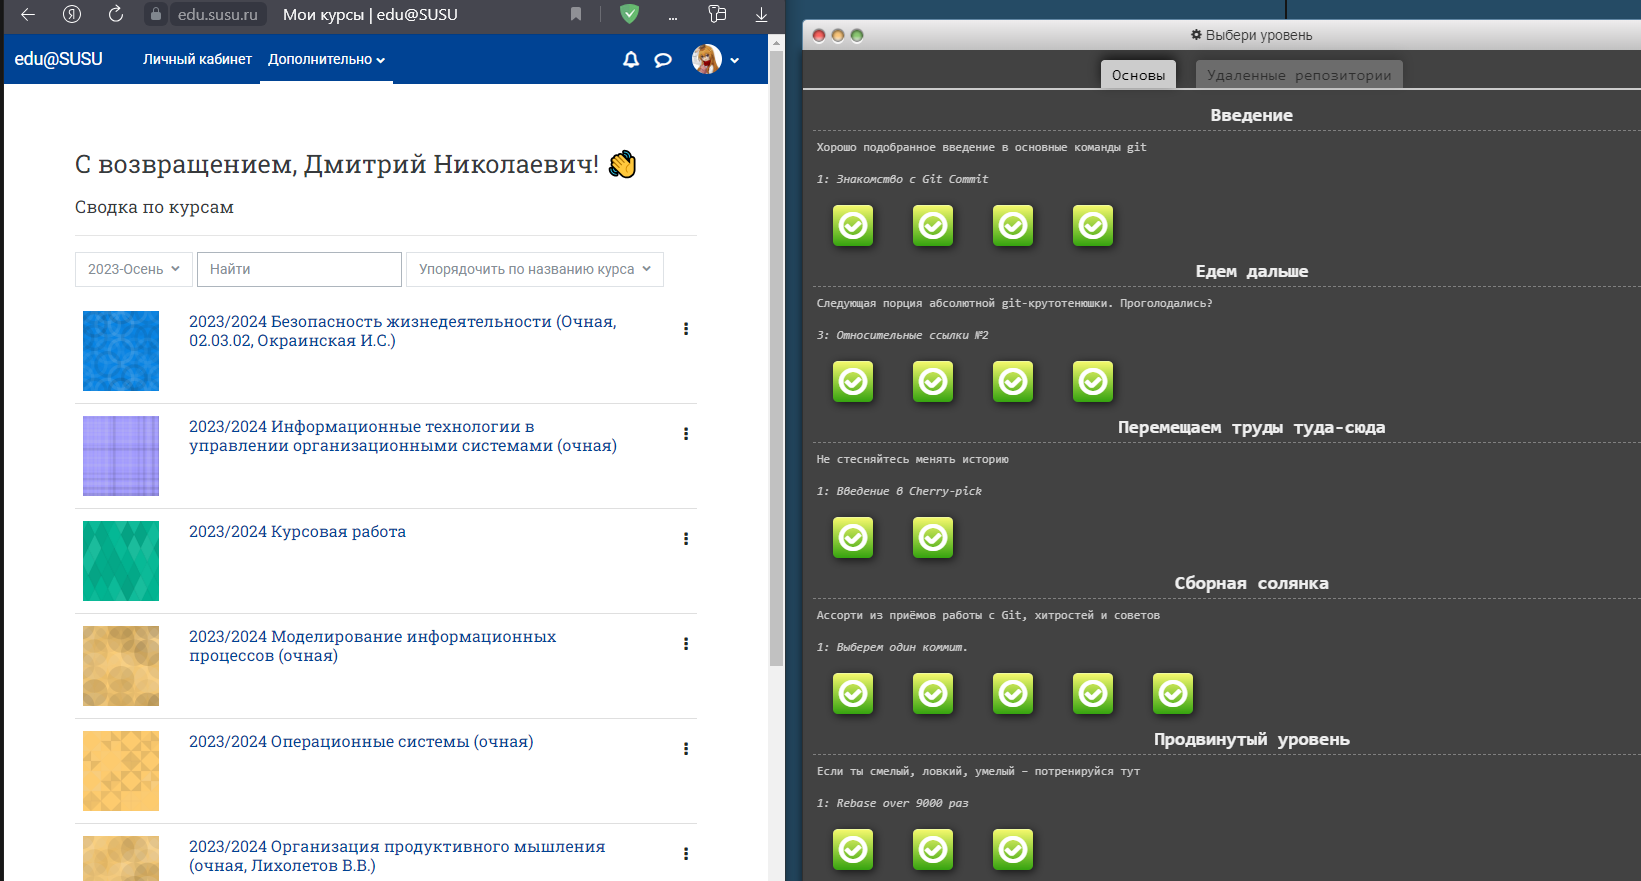 edu.susu.ru
Мои курсы | edu@SUSU
...
edu@SUSU
Личный кабинет
Дополнительно
С возвращением, Дмитрий Николаевич!
Сводка по курсам
2023-Осень
Найти
Упорядочить по названию курса
2023/2024 Безопасность жизнедеятельности (Очная,
02.03.02, Окраинская И.С.)
2023/2024 Информационные технологии в
управлении организационными системами (очная)
2023/2024 Курсовая работа
2023/2024 Моделирование информационных
процессов (очная)
2023/2024 Операционные системы (очная)
2023/2024 Организация продуктивного мышления
(очная, Лихолетов В.В.)
Выбери уровень
Основы
Удаленные репозитории
Введение
Хорошо подобранное введение в основные команды git
1: Знакомство с Git Commit
Едем дальше
Следующая порция абсолютной git-крутотенюшки. Проголодались?
3: Относительные ссылки №2
Перемещаем труды туда-сюда
Не стесняйтесь менять историю
1: Введение в Cherry-pick
Сборная солянка
Ассорти из приёмов работы с Git, хитростей и советов
1: Выберем один коммит.
Продвинутый уровень
Если ты смелый, ловкий, умелый – потренируйся тут
1: Rebase over 9000 раз